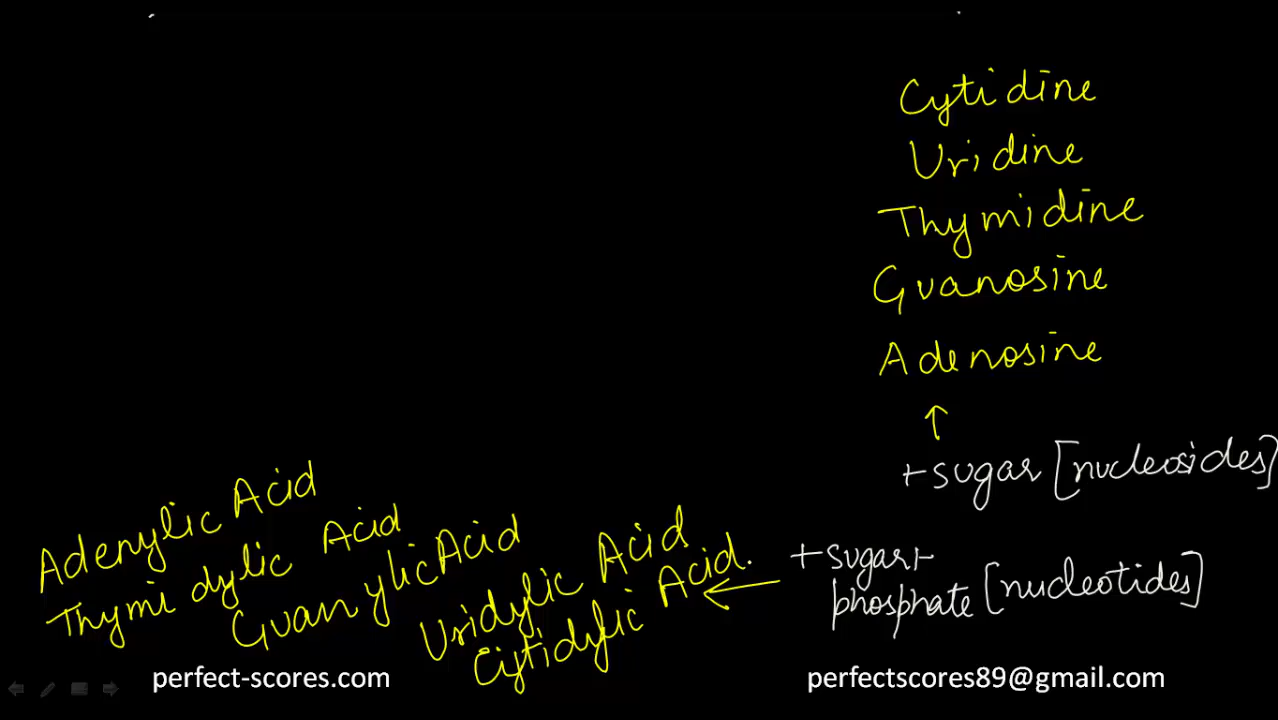 Cytidine
Uridine
Thymidine
Guanosine
Adenosine
↑
+sugar [nucleosides]
+sugar+
phosphate [nucleotides]
Adenylic Acid
Thymidylic Acid
Guanylic Acid
Uridylic Acid
Cytidylic Acid.
perfect-scores.com
perfectscores89@gmail.com